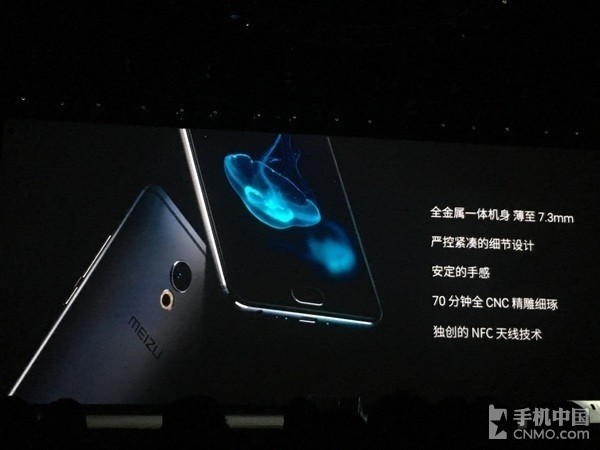 全金属一体机身 薄至 7.3mm
严控紧凑的细节设计
安定的手感
70 分钟全 CNC 精雕细琢
独创的 NFC 天线技术
MEIZU
手机中国
CNMO.com